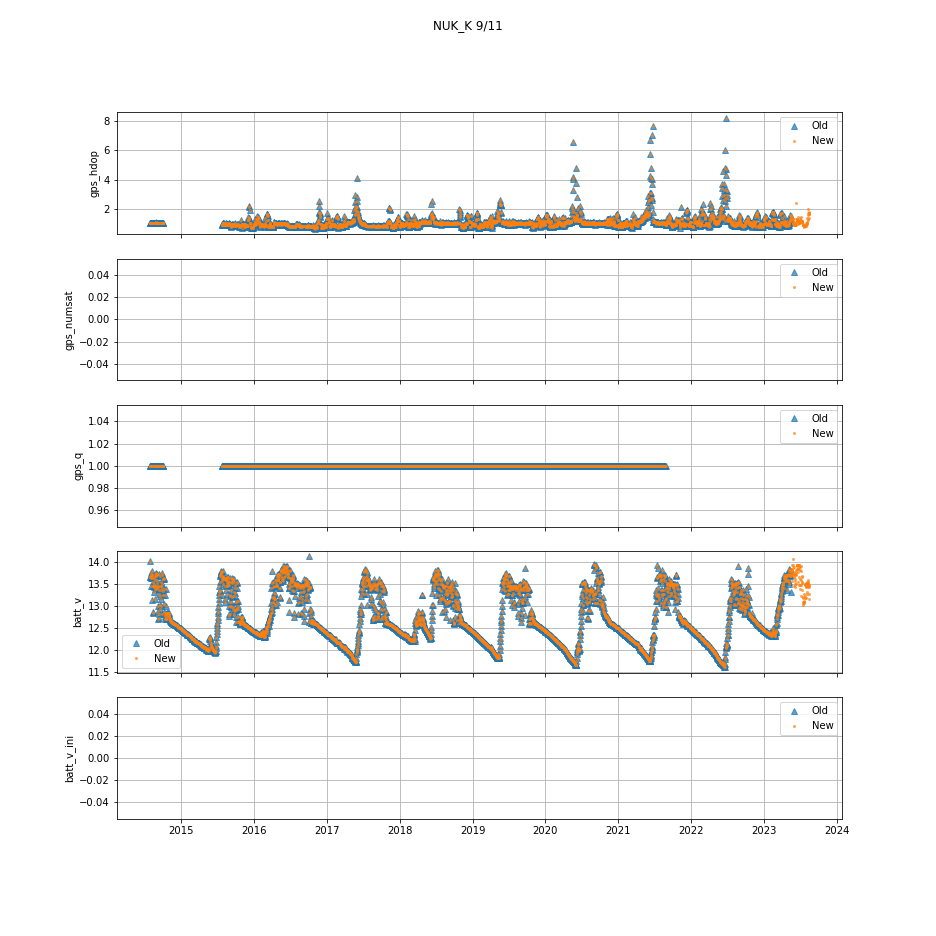 NUK_K 9/11
8
6
4
2
gps_hdop
Old
New
0.04
0.02
0.00
−0.02
−0.04
gps_numsat
Old
New
1.04
1.02
1.00
0.98
0.96
gps_q
Old
New
14.0
13.5
13.0
12.5
12.0
11.5
batt_v
Old
New
0.04
0.02
0.00
−0.02
−0.04
batt_v_ini
Old
New
2015 2016 2017 2018 2019 2020 2021 2022 2023 2024